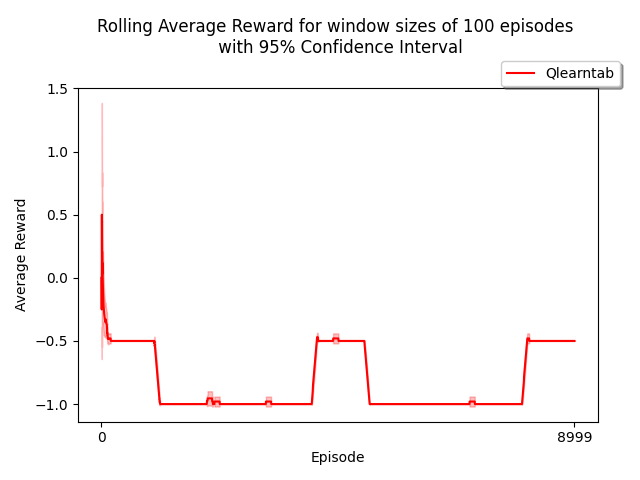 Rolling Average Reward for window sizes of 100 episodes
with 95% Confidence Interval
Qlearntab
1.5
1.0
0.5
0.0
−0.5
−1.0
Average Reward
0
8999
Episode